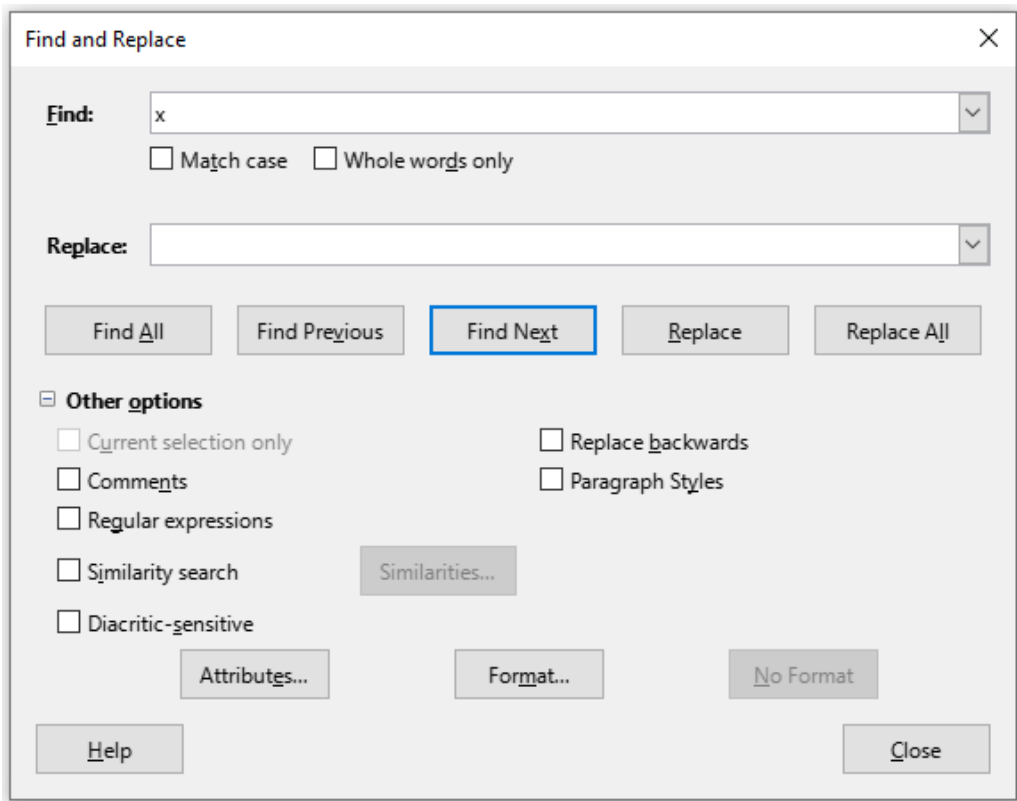 Find and Replace
Find: x
Match case Whole words only
Replace:
Find All Find Previous Find Next Replace Replace All
Other options
Current selection only Replace backwards
Comments Paragraph Styles
Regular expressions
Similarity search Similarities...
Diacritic-sensitive
Attributes... Format... No Format
Help Close